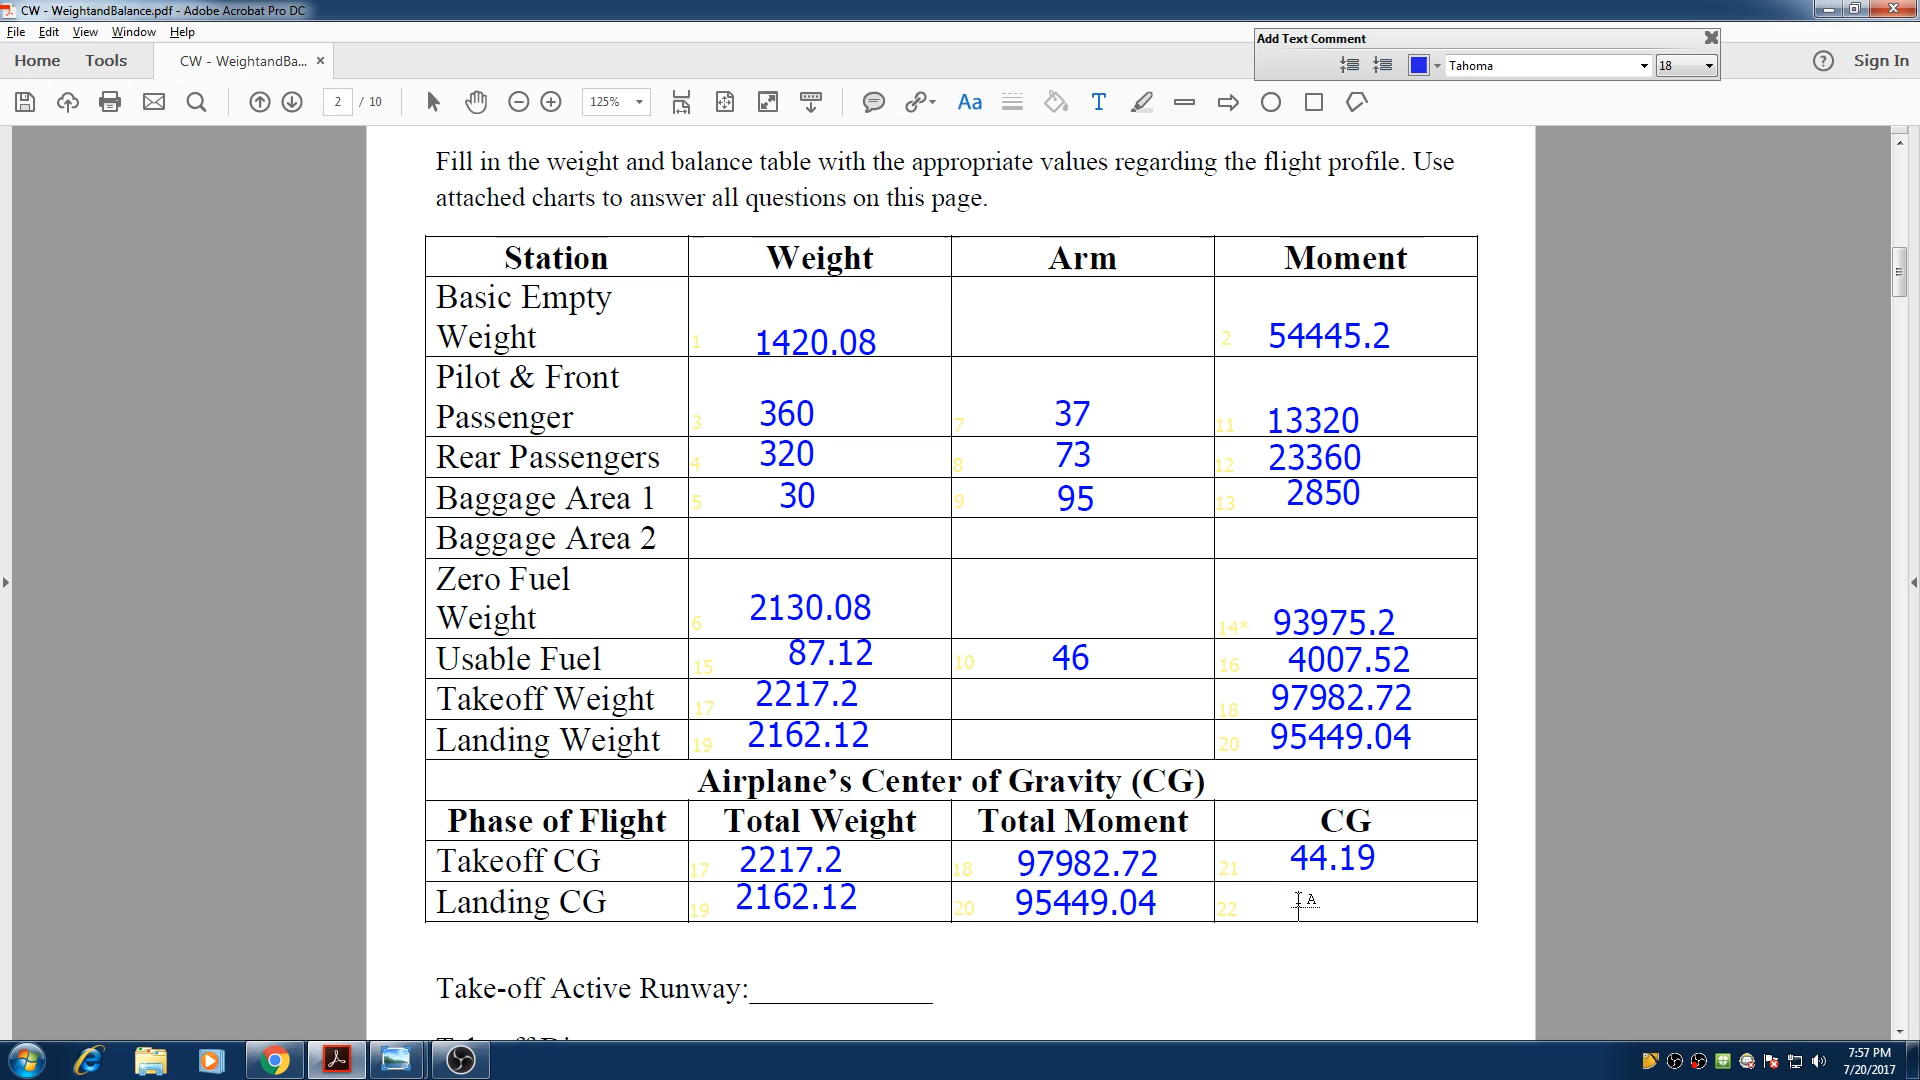 CW - WeightandBalance.pdf - Adobe Acrobat Pro DC
File Edit View Window Help
Add Text Comment
Home Tools CW - WeightandBa... × Tahoma 18 Sign In
2 / 10 125% Aa T
Fill in the weight and balance table with the appropriate values regarding the flight profile. Use
attached charts to answer all questions on this page.
Station Weight Arm Moment
Basic Empty
Weight 1 1420.08 2 54445.2
Pilot & Front
Passenger 3 360 7 37 11 13320
Rear Passengers 4 320 8 73 12 23360
Baggage Area 1 5 30 9 95 13 2850
Baggage Area 2
Zero Fuel
Weight 6 2130.08 14* 93975.2
Usable Fuel 15 87.12 10 46 16 4007.52
Takeoff Weight 17 2217.2 18 97982.72
Landing Weight 19 2162.12 20 95449.04
Airplane’s Center of Gravity (CG)
Phase of Flight Total Weight Total Moment CG
Takeoff CG 17 2217.2 18 97982.72 21 44.19
Landing CG 19 2162.12 20 95449.04 22
Take-off Active Runway:
7:57 PM
7/20/2017